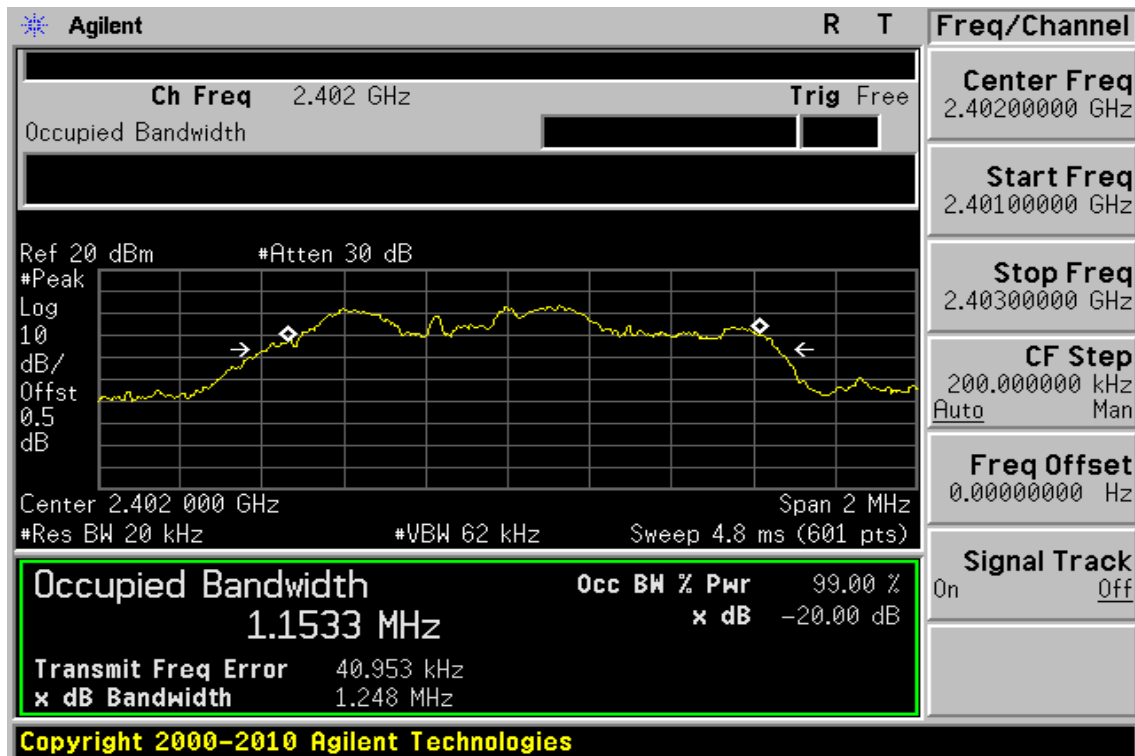 Agilent R T
Ch Freq 2.402 GHz Trig Free
Occupied Bandwidth
Ref 20 dBm #Atten 30 dB
#Peak
Log
10
dB/
Offst
0.5
dB
Center 2.402 000 GHz Span 2 MHz
#Res BW 20 kHz #VBW 62 kHz Sweep 4.8 ms (601 pts)
Occupied Bandwidth Occ BW % Pwr 99.00 %
1.1533 MHz x dB -20.00 dB
Transmit Freq Error 40.953 kHz
x dB Bandwidth 1.248 MHz
Copyright 2000-2010 Agilent Technologies
Freq/Channel
Center Freq
2.40200000 GHz
Start Freq
2.40100000 GHz
Stop Freq
2.40300000 GHz
CF Step
200.000000 kHz
Auto Man
Freq Offset
0.00000000 Hz
Signal Track
On Off